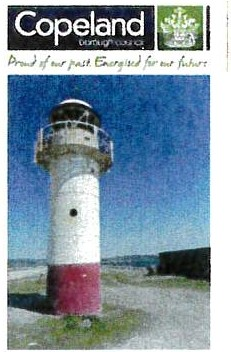 Copeland
borough council
Proud of our past. Energised for our future